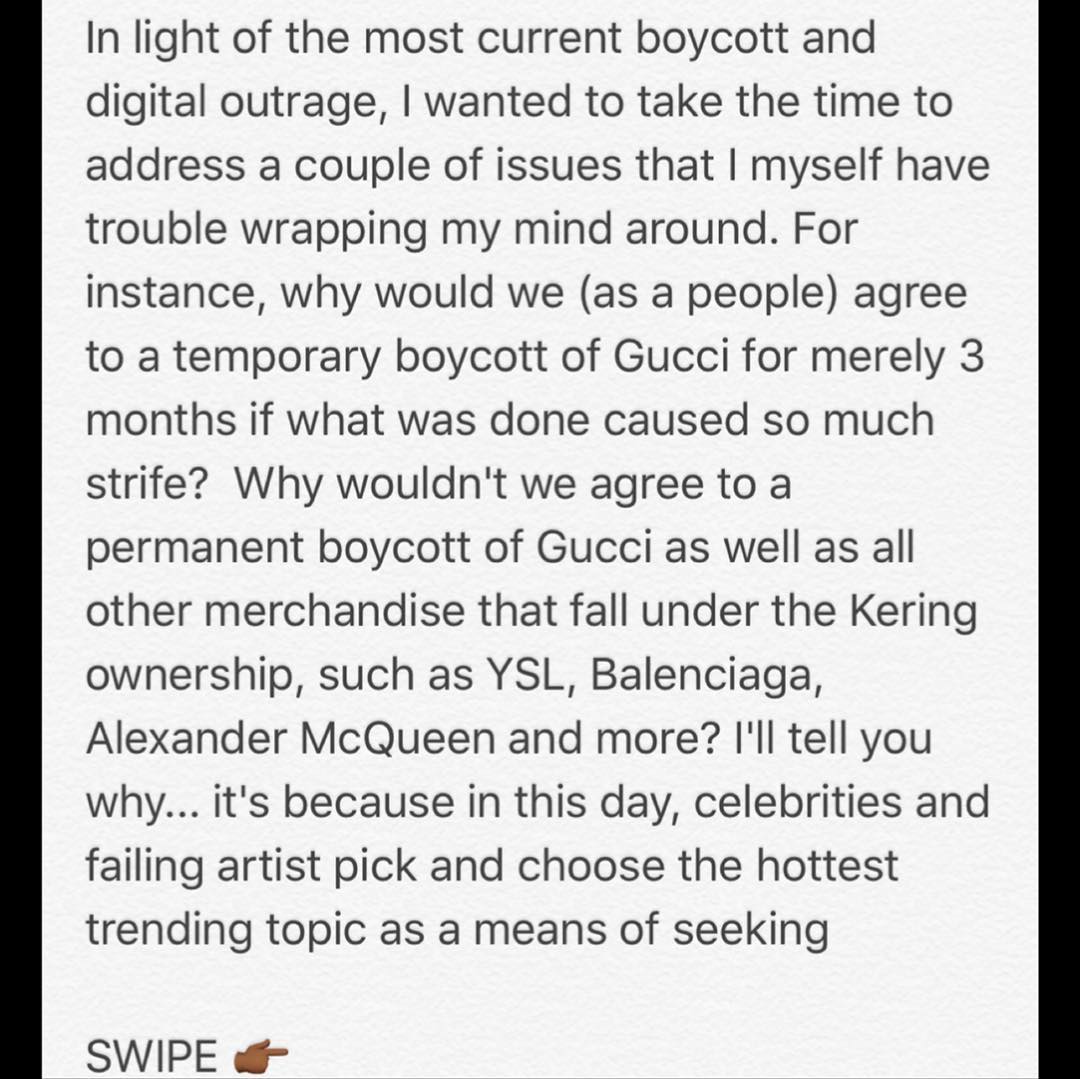 In light of the most current boycott and
digital outrage, I wanted to take the time to
address a couple of issues that I myself have
trouble wrapping my mind around. For
instance, why would we (as a people) agree
to a temporary boycott of Gucci for merely 3
months if what was done caused so much
strife?  Why wouldn't we agree to a
permanent boycott of Gucci as well as all
other merchandise that fall under the Kering
ownership, such as YSL, Balenciaga,
Alexander McQueen and more? I'll tell you
why... it's because in this day, celebrities and
failing artist pick and choose the hottest
trending topic as a means of seeking
SWIPE 👉🏾